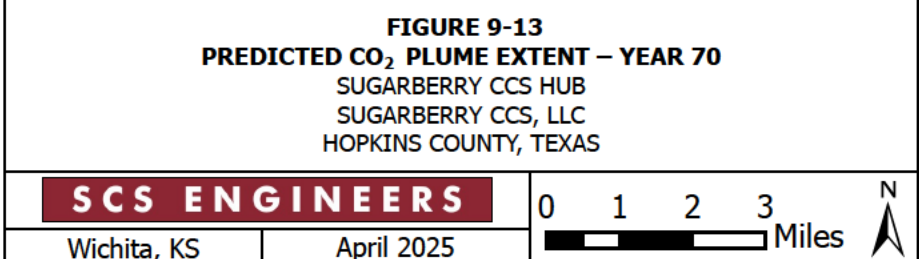 FIGURE 9-13
PREDICTED CO₂ PLUME EXTENT – YEAR 70
SUGARBERRY CCS HUB
SUGARBERRY CCS, LLC
HOPKINS COUNTY, TEXAS
SCS ENGINEERS
Wichita, KS
April 2025
0 1 2 3
Miles
N